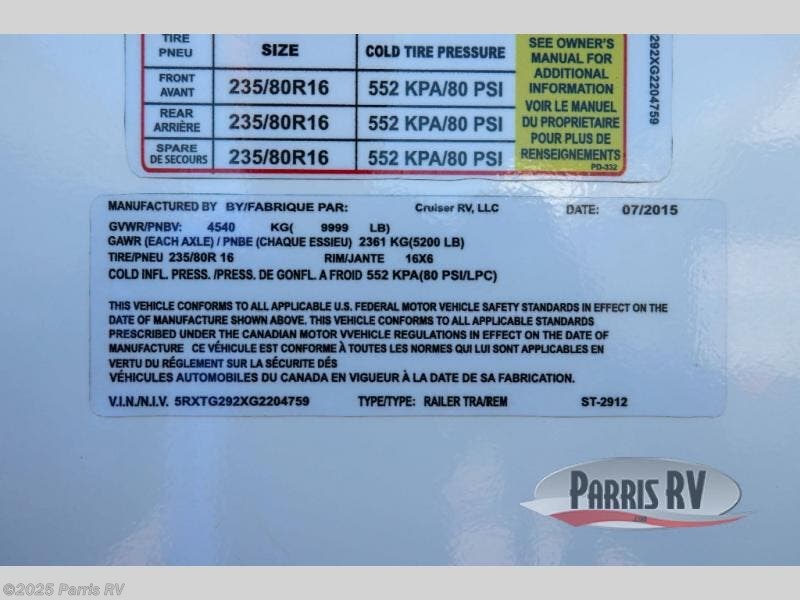 TIRE SIZE COLD TIRE PRESSURE
PNEU
FRONT 235/80R16 552 KPA/80 PSI
AVANT
REAR 235/80R16 552 KPA/80 PSI
ARRIÈRE
SPARE 235/80R16 552 KPA/80 PSI
DE SECOURS
SEE OWNER'S
MANUAL FOR
ADDITIONAL
INFORMATION
VOIR LE MANUEL
DU PROPRIETAIRE
POUR PLUS DE
RENSEIGNEMENTS
PD-332
292XG2204759
MANUFACTURED BY BY/FABRIQUE PAR: Cruiser RV, LLC DATE: 07/2015
GVWR/PNBV: 4540 KG( 9999 LB)
GAWR (EACH AXLE) / PNBE (CHAQUE ESSIEU) 2361 KG(5200 LB)
TIRE/PNEU 235/80R 16 RIM/JANTE 16X6
COLD INFL. PRESS. /PRESS. DE GONFL. A FROID 552 KPA(80 PSI/LPC)
THIS VEHICLE CONFORMS TO ALL APPLICABLE U.S. FEDERAL MOTOR VEHICLE SAFETY STANDARDS IN EFFECT ON THE
DATE OF MANUFACTURE SHOWN ABOVE. THIS VEHICLE CONFORMS TO ALL APPLICABLE STANDARDS
PRESCRIBED UNDER THE CANADIAN MOTOR VVEHICLE REGULATIONS IN EFFECT ON THE DATE OF
MANUFACTURE CE VÉHICULE EST CONFORME À TOUTES LES NORMES QUI LUI SONT APPLICABLES EN
VERTU DU RÉGLEMENT SUR LA SÉCURITE DÉS
VÉHICULES AUTOMOBILES DU CANADA EN VIGUEUR À LA DATE DE SA FABRICATION.
V.I.N./N.I.V. 5RXTG292XG2204759 TYPE/TYPE: RAILER TRA/REM ST-2912
PARRIS RV
©2025 Parris RV